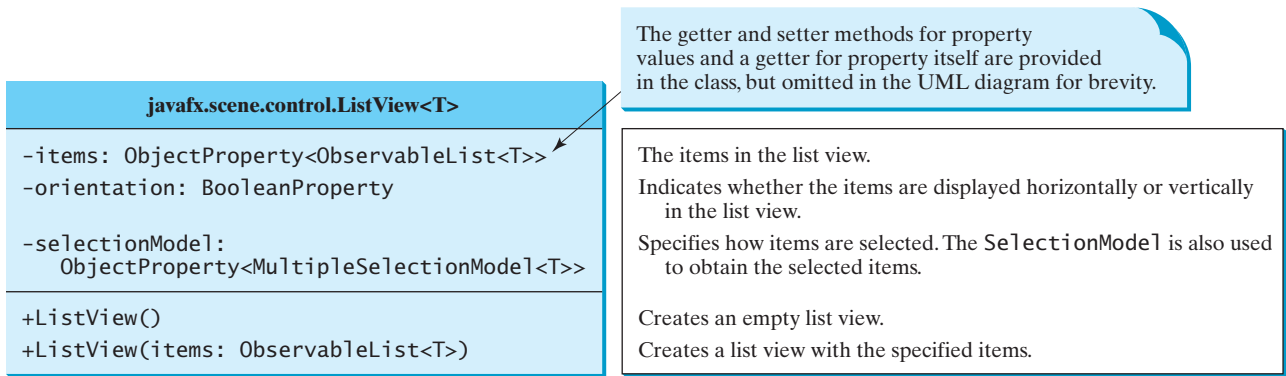 The getter and setter methods for property
values and a getter for property itself are provided
in the class, but omitted in the UML diagram for brevity.
javafx.scene.control.ListView<T>
-items: ObjectProperty<ObservableList<T>>
-orientation: BooleanProperty
-selectionModel:
ObjectProperty<MultipleSelectionModel<T>>
+ListView()
+ListView(items: ObservableList<T>)
The items in the list view.
Indicates whether the items are displayed horizontally or vertically
in the list view.
Specifies how items are selected. The SelectionModel is also used
to obtain the selected items.
Creates an empty list view.
Creates a list view with the specified items.